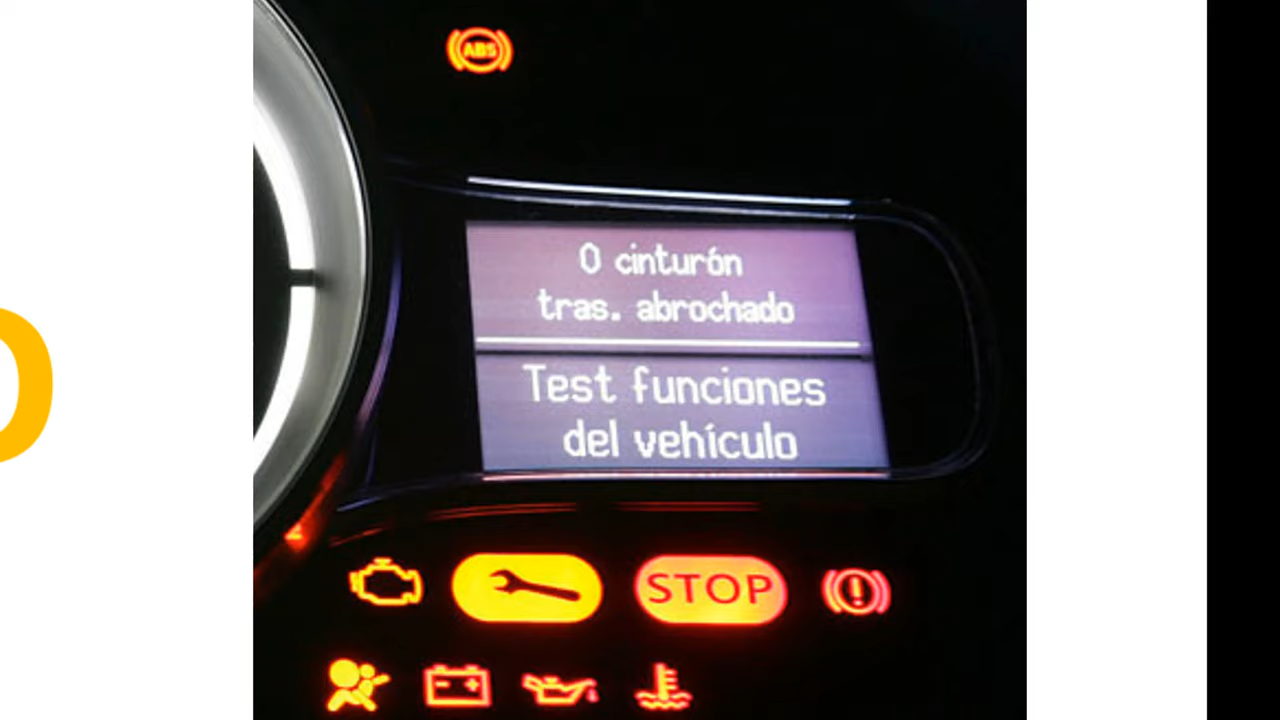 ABS
0 cinturón
tras. abrochado
Test funciones
del vehículo
STOP